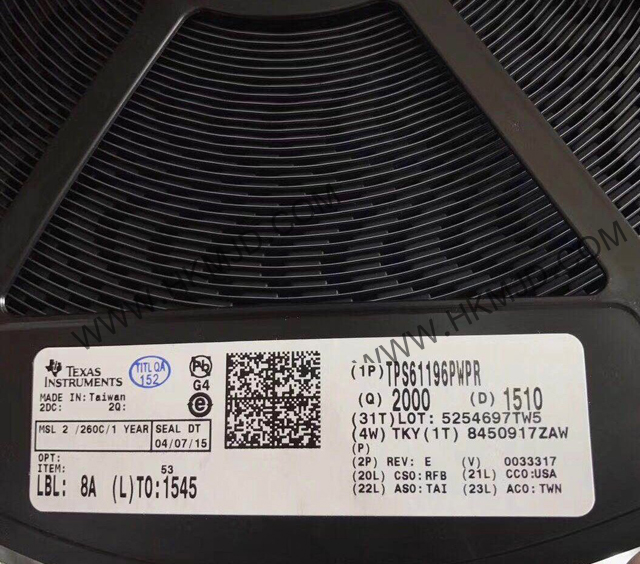 WWW.HKMJD.COM
WWW.HKMJD.COM
TEXAS
INSTRUMENTS
TITL QA
152
Pb
G4
e
MADE IN: Taiwan
2DC: 2Q:
MSL 2 /260C/1 YEAR
SEAL DT
04/07/15
OPT:
ITEM: 53
LBL: 8A (L)TO:1545
(1P) TPS61196PWPR
(Q) 2000 (D) 1510
(31T)LOT: 5254697TW5
(4W) TKY(1T) 8450917ZAW
(P)
(2P) REV: E (V) 0033317
(20L) CSO:RFB (21L) CCO:USA
(22L) ASO:TAI (23L) ACO:TWN